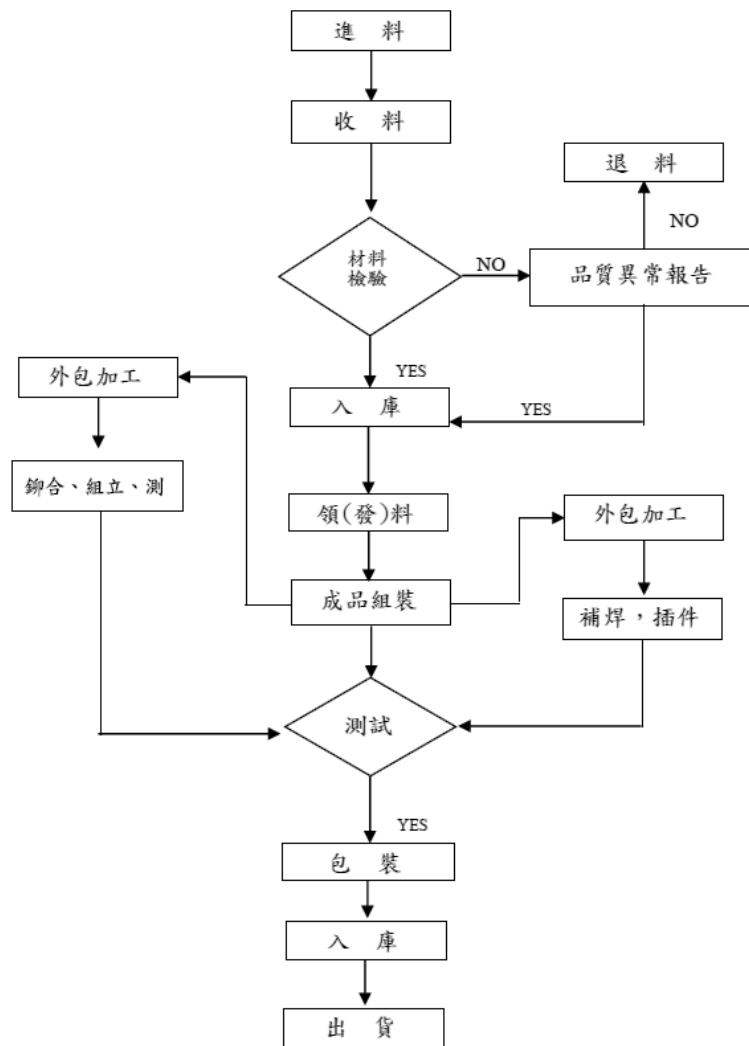 進 料
收 料
退 料
NO
材料
檢驗
NO
品質異常報告
YES
外包加工
入 庫
YES
鉚合、組立、測
領(發)料
外包加工
成品組裝
補焊，插件
測試
YES
包 裝
入 庫
出 貨